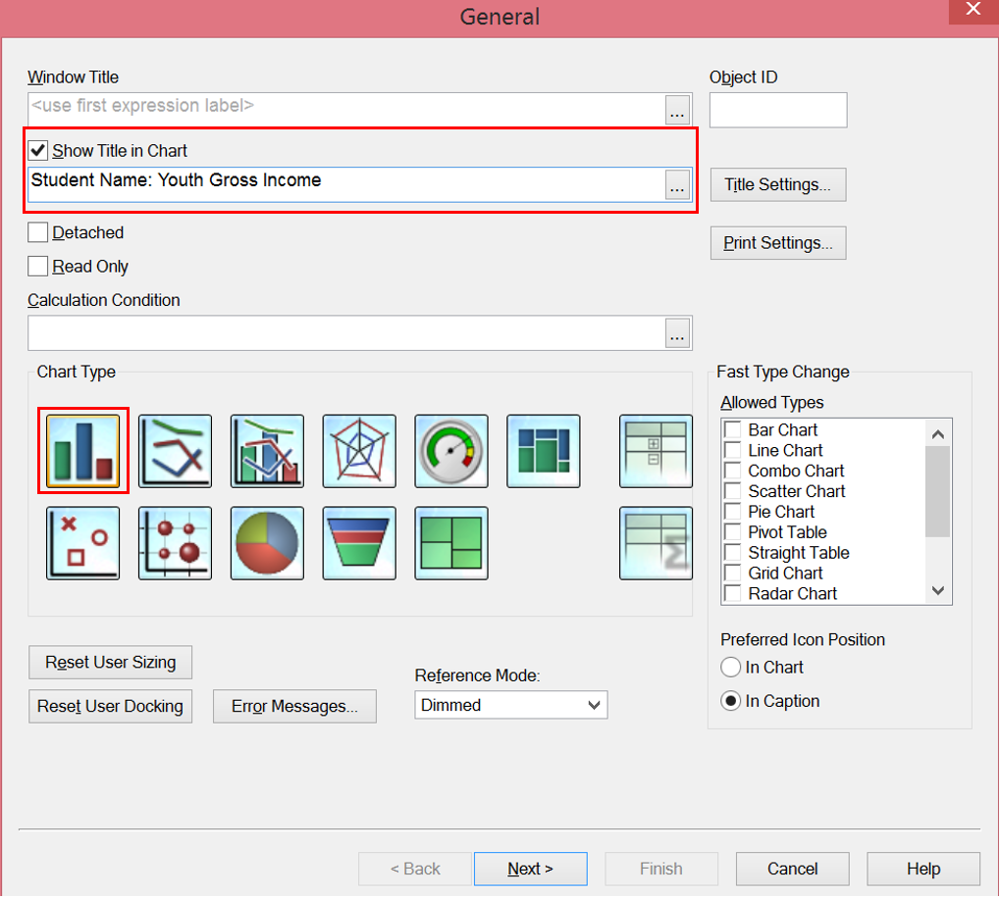 General
Window Title
Object ID
<use first expression label>
...
Show Title in Chart
Student Name: Youth Gross Income
...
Title Settings...
Detached
Print Settings...
Read Only
Calculation Condition
...
Chart Type
Fast Type Change
Allowed Types
Bar Chart
Line Chart
Combo Chart
Scatter Chart
Pie Chart
Pivot Table
Straight Table
Grid Chart
Radar Chart
Σ
Preferred Icon Position
In Chart
In Caption
Reset User Sizing
Reset User Docking
Error Messages...
Reference Mode:
Dimmed
< Back
Next >
Finish
Cancel
Help